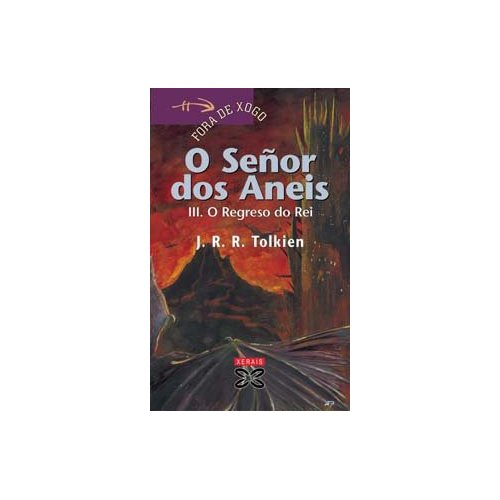 FORA DE XOGO
O Señor
dos Aneis
III. O Regreso do Rei
J. R. R. Tolkien
XERAIS